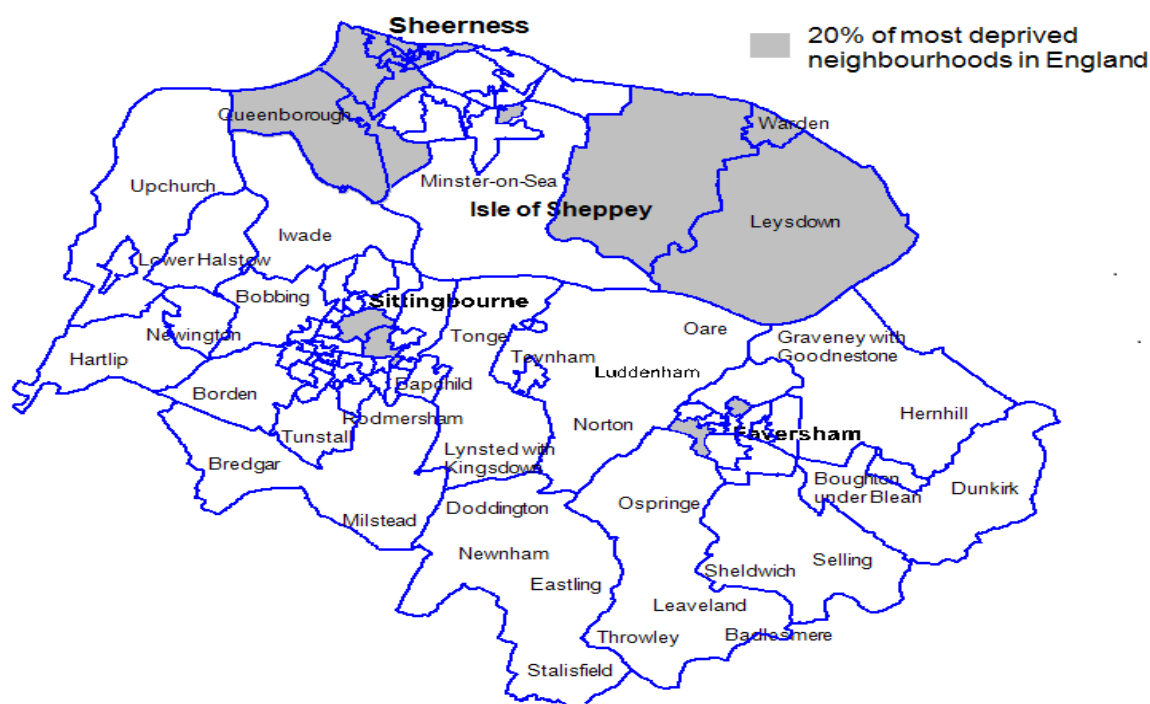 Sheerness
20% of most deprived
neighbourhoods in England
Queenborough
Warden
Upchurch
Minster-on-Sea
Isle of Sheppey
Leysdown
Iwade
Lower Halstow
Bobbing
Sittingbourne
Newington
Tonge
Oare
Graveney with
Goodnestone
Hartlip
Teynham
Luddenham
Borden
Bapchild
Rodmersham
Hernhill
Tunstall
Norton
Faversham
Bredgar
Lynsted with
Kingsdown
Boughton
under Blean
Dunkirk
Milstead
Doddington
Ospringe
Newnham
Selling
Sheldwich
Eastling
Leaveland
Throwley
Badlesmere
Stalisfield